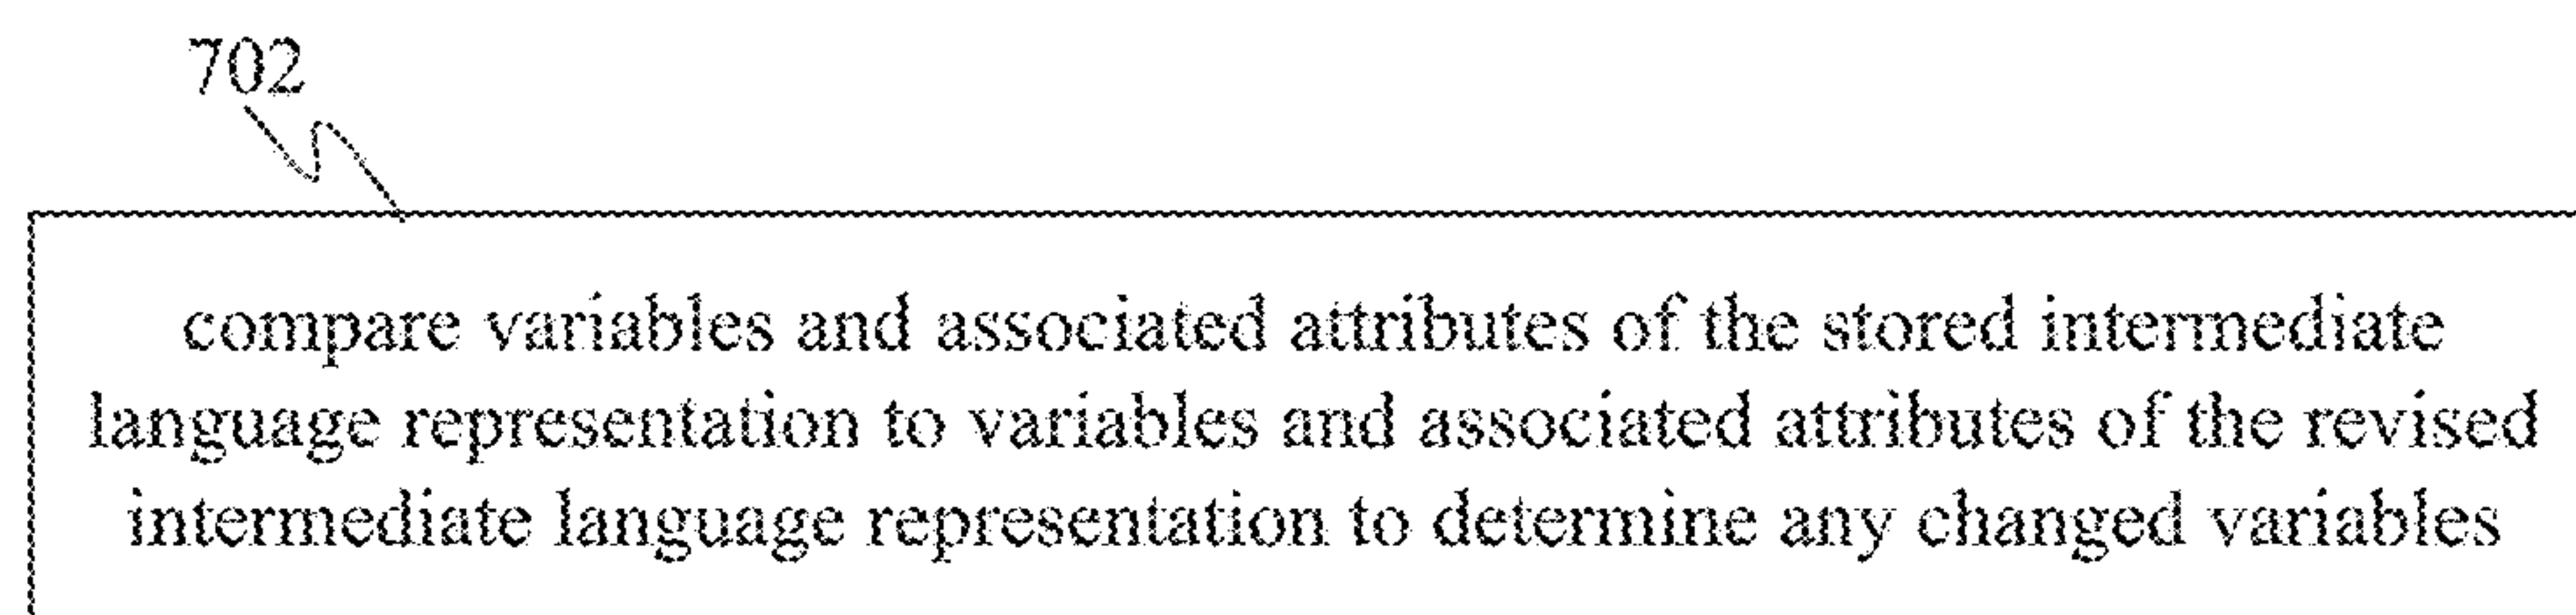 702
compare variables and associated attributes of the stored intermediate
language representation to variables and associated attributes of the revised
intermediate language representation to determine any changed variables